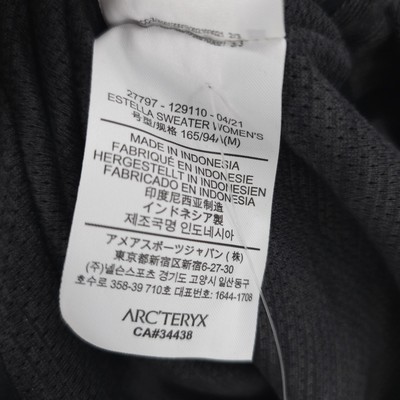 27797 - 129110 - 04/21
ESTELLA SWEATER WOMEN'S
号型/规格 165/94A(M)
MADE IN INDONESIA
FABRIQUÉ EN INDONÉSIE
HERGESTELLT IN INDONESIEN
FABRICADO EN INDONESIA
印度尼西亚制造
インドネシア製
제조국명 인도네시아
アメアスポーツジャパン (株)
東京都新宿区新宿6-27-30
(주)넬슨스포츠 경기도 고양시 일산동구
호수로 358-39 710호 대표번호: 1644-1708
ARC'TERYX
CA#34438